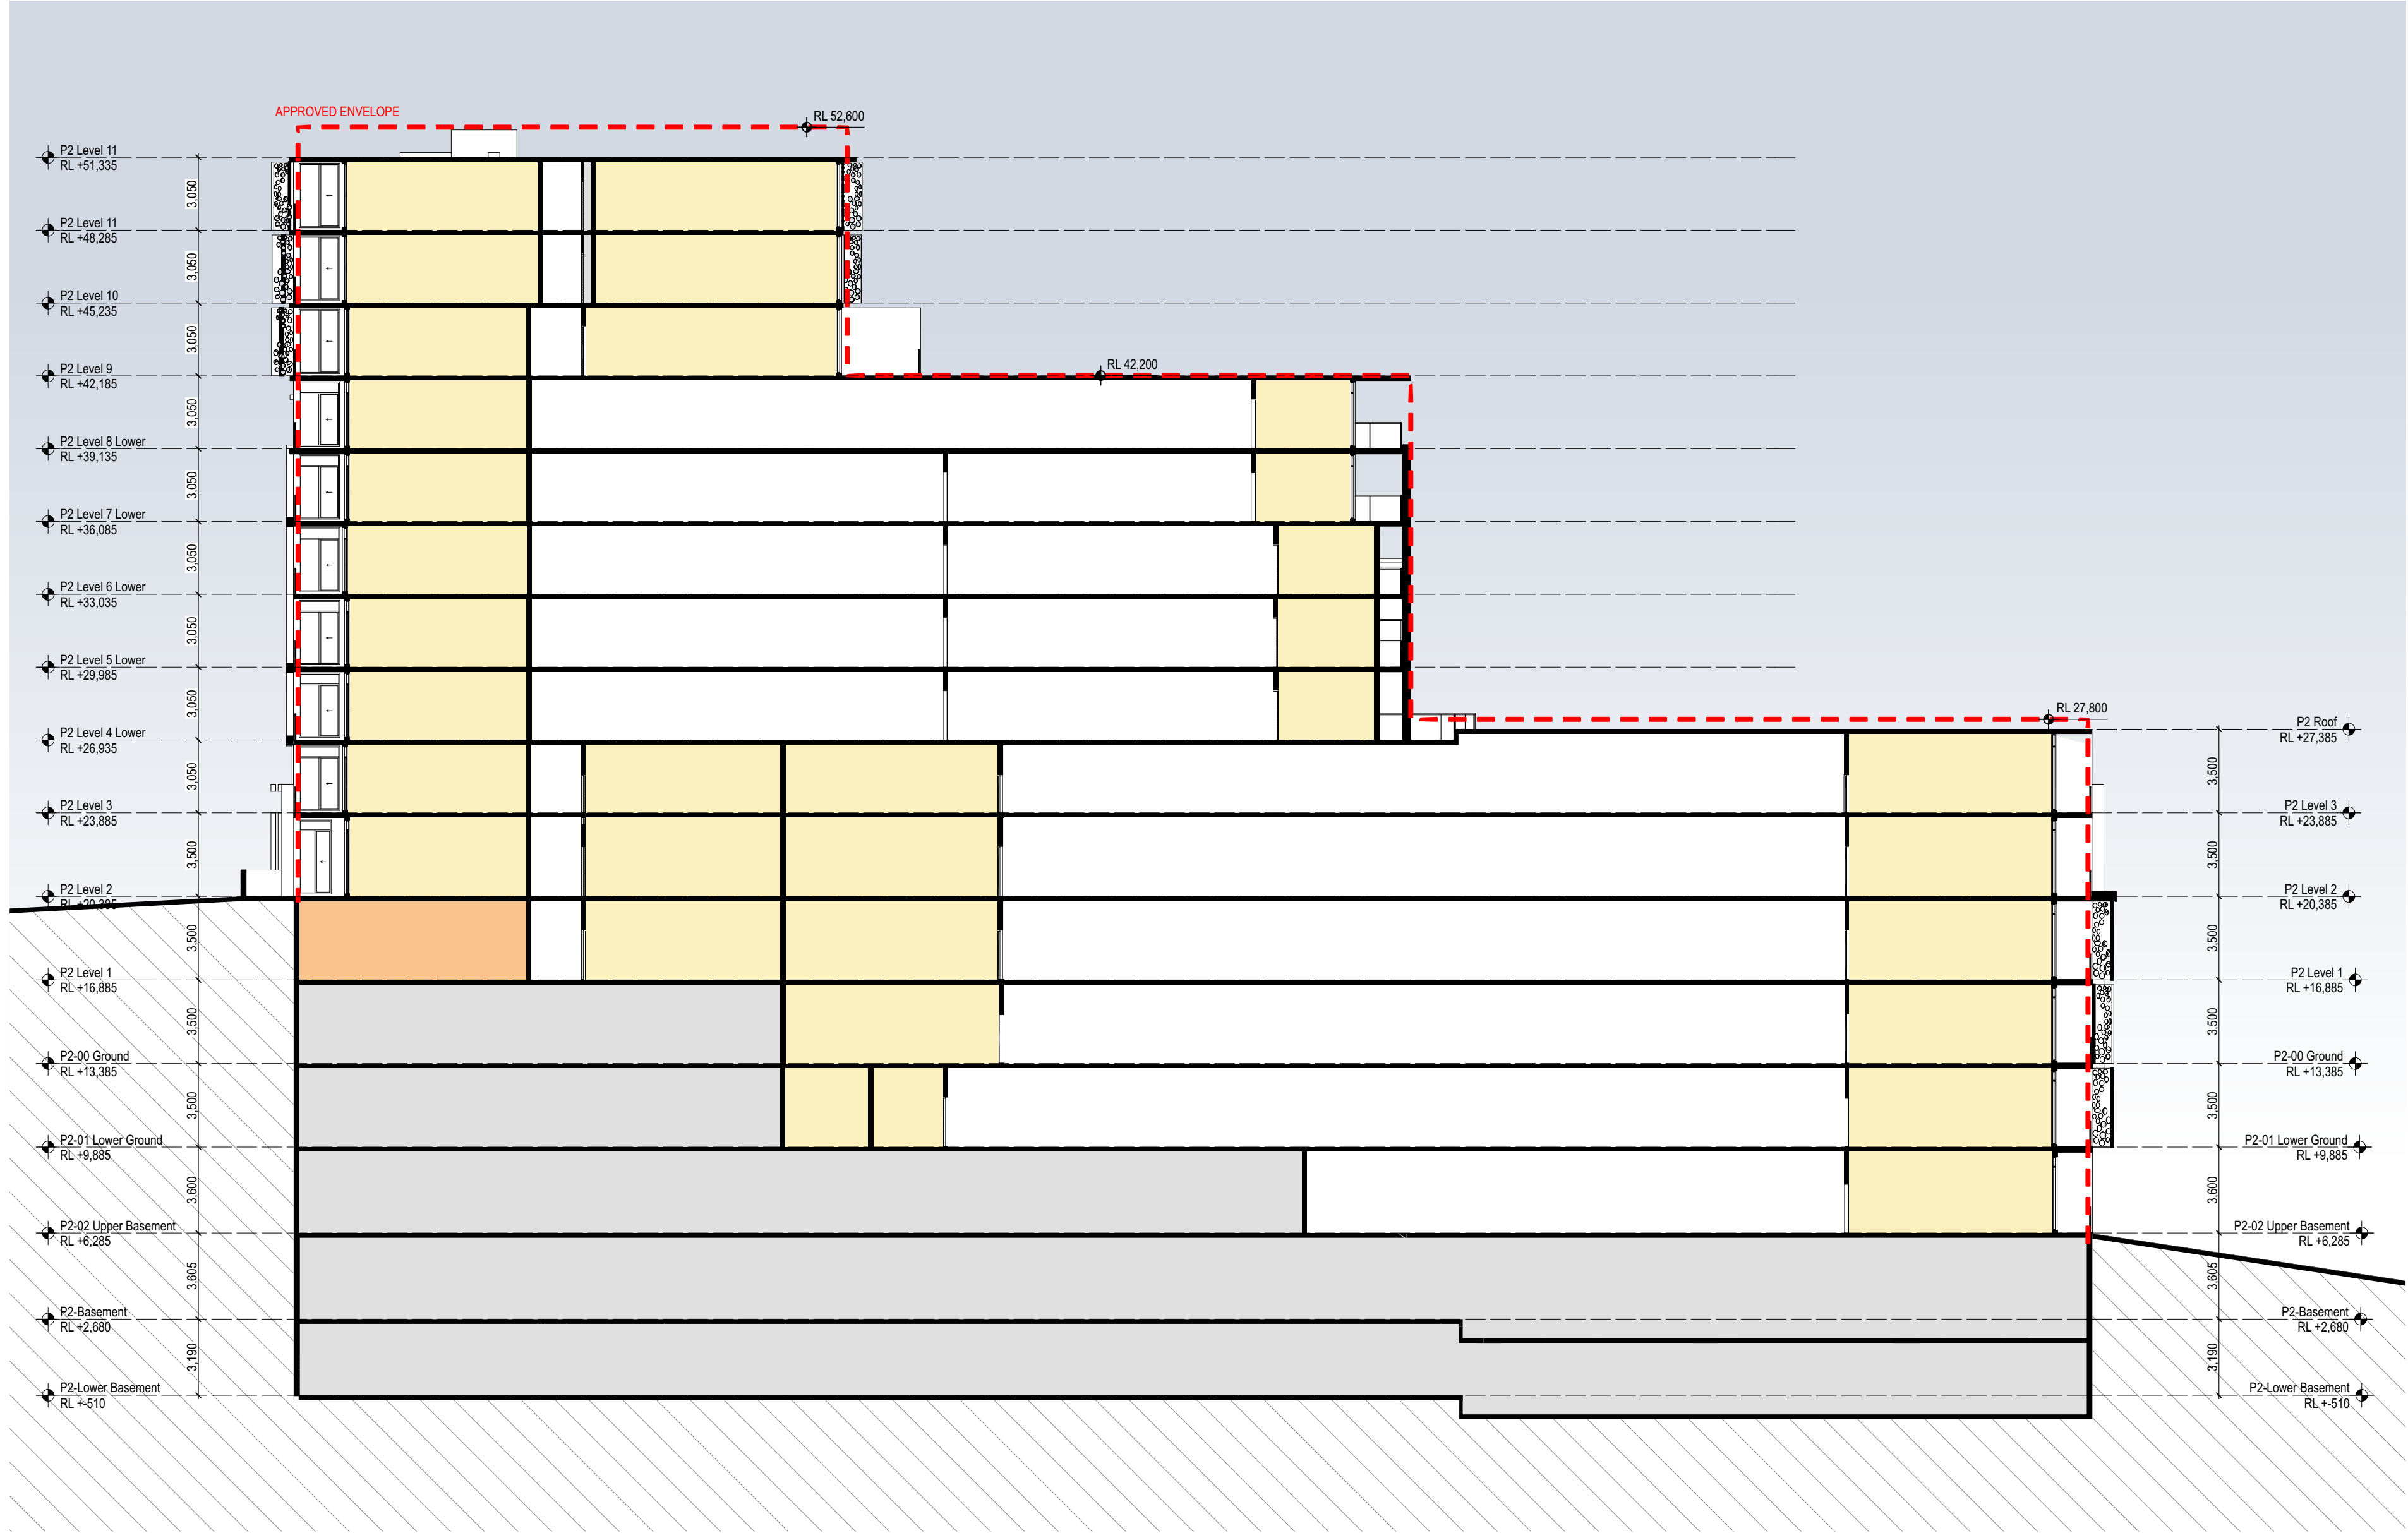 APPROVED ENVELOPE
RL 52,600
P2 Level 11
RL +51,335
3,050
P2 Level 11
RL +48,285
3,050
P2 Level 10
RL +45,235
3,050
P2 Level 9
RL +42,185
RL 42,200
3,050
P2 Level 8 Lower
RL +39,135
3,050
P2 Level 7 Lower
RL +36,085
3,050
P2 Level 6 Lower
RL +33,035
3,050
P2 Level 5 Lower
RL +29,985
3,050
P2 Level 4 Lower
RL +26,935
3,050
P2 Level 3
RL +23,885
3,500
P2 Level 2
RL +20,385
3,500
P2 Level 1
RL +16,885
3,500
P2-00 Ground
RL +13,385
3,500
P2-01 Lower Ground
RL +9,885
3,600
P2-02 Upper Basement
RL +6,285
3,605
P2-Basement
RL +2,680
3,190
P2-Lower Basement
RL +-510
RL 27,800
P2 Roof
RL +27,385
3,500
P2 Level 3
RL +23,885
3,500
P2 Level 2
RL +20,385
3,500
P2 Level 1
RL +16,885
3,500
P2-00 Ground
RL +13,385
3,500
P2-01 Lower Ground
RL +9,885
3,600
P2-02 Upper Basement
RL +6,285
3,605
P2-Basement
RL +2,680
3,190
P2-Lower Basement
RL +-510